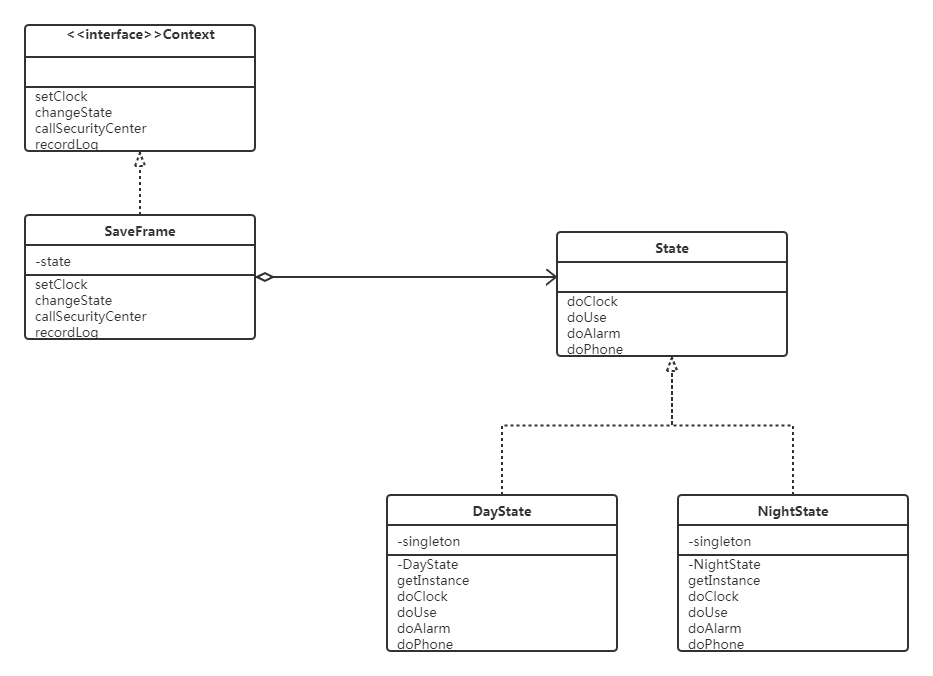 <<interface>>Context
setClock
changeState
callSecurityCenter
recordLog
SaveFrame
-state
setClock
changeState
callSecurityCenter
recordLog
State
doClock
doUse
doAlarm
doPhone
DayState
-singleton
-DayState
getInstance
doClock
doUse
doAlarm
doPhone
NightState
-singleton
-NightState
getInstance
doClock
doUse
doAlarm
doPhone